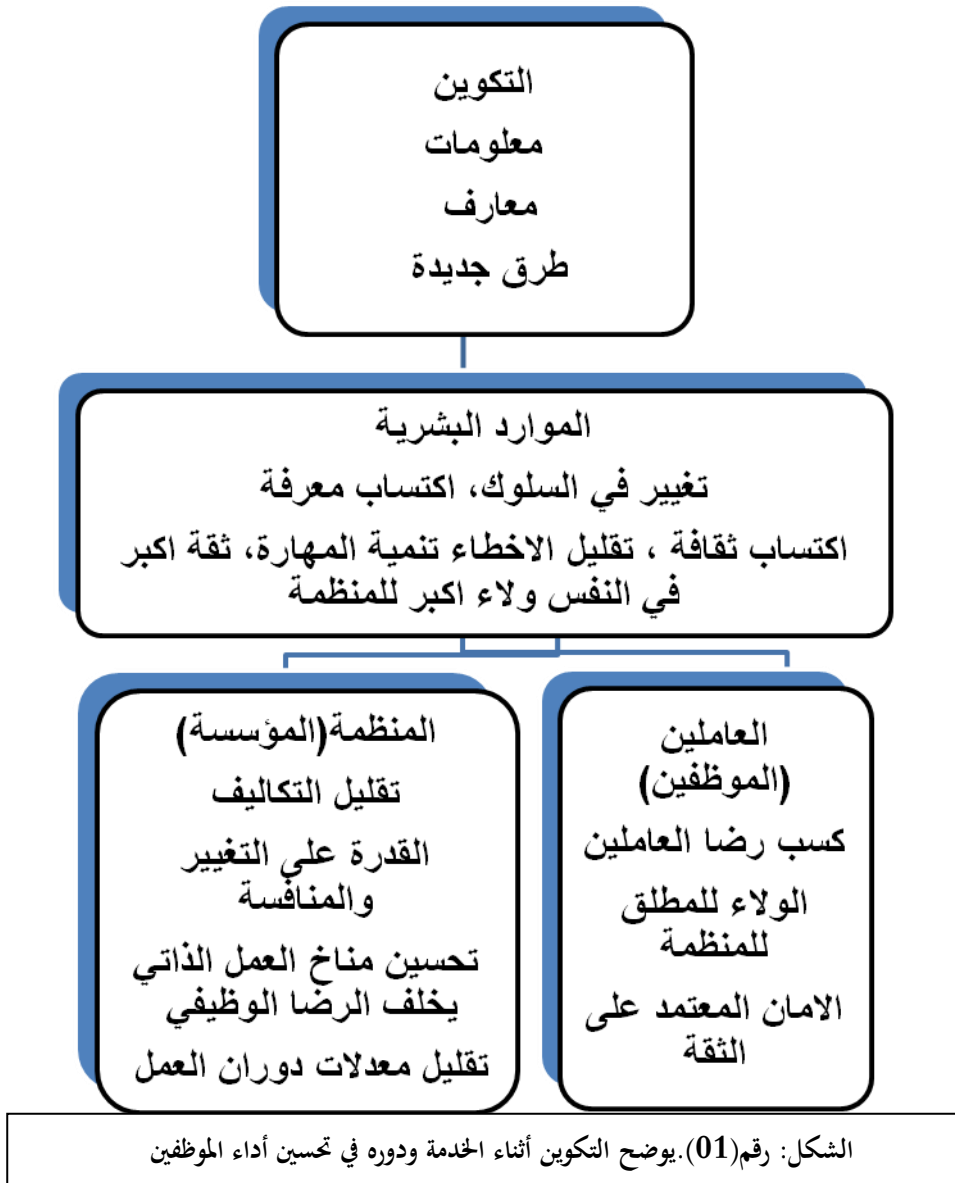 التكوين
معلومات
معارف
طرق جديدة
الموارد البشرية
تغيير في السلوك، اكتساب معرفة
اكتساب ثقافة ، تقليل الاخطاء تنمية المهارة، ثقة اكبر
في النفس ولاء اكبر للمنظمة
العاملين
(الموظفين)
كسب رضا العاملين
الولاء للمطلق
للمنظمة
الامان المعتمد على
الثقة
المنظمة(المؤسسة)
تقليل التكاليف
القدرة على التغيير
والمنافسة
تحسين مناخ العمل الذاتي
يخلف الرضا الوظيفي
تقليل معدلات دوران العمل
الشكل: رقم(01).يوضح التكوين أثناء الخدمة ودوره في تحسين أداء الموظفين